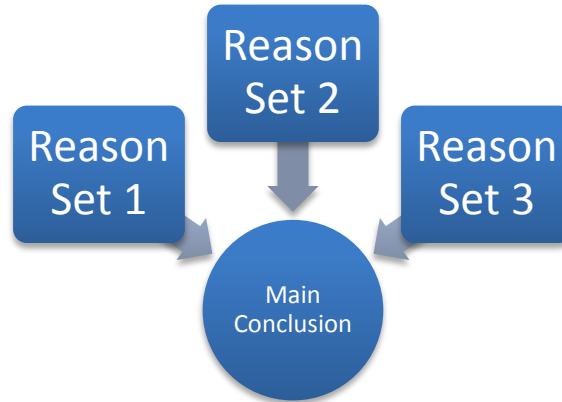 Reason
Set 1
Reason
Set 2
Reason
Set 3
Main
Conclusion